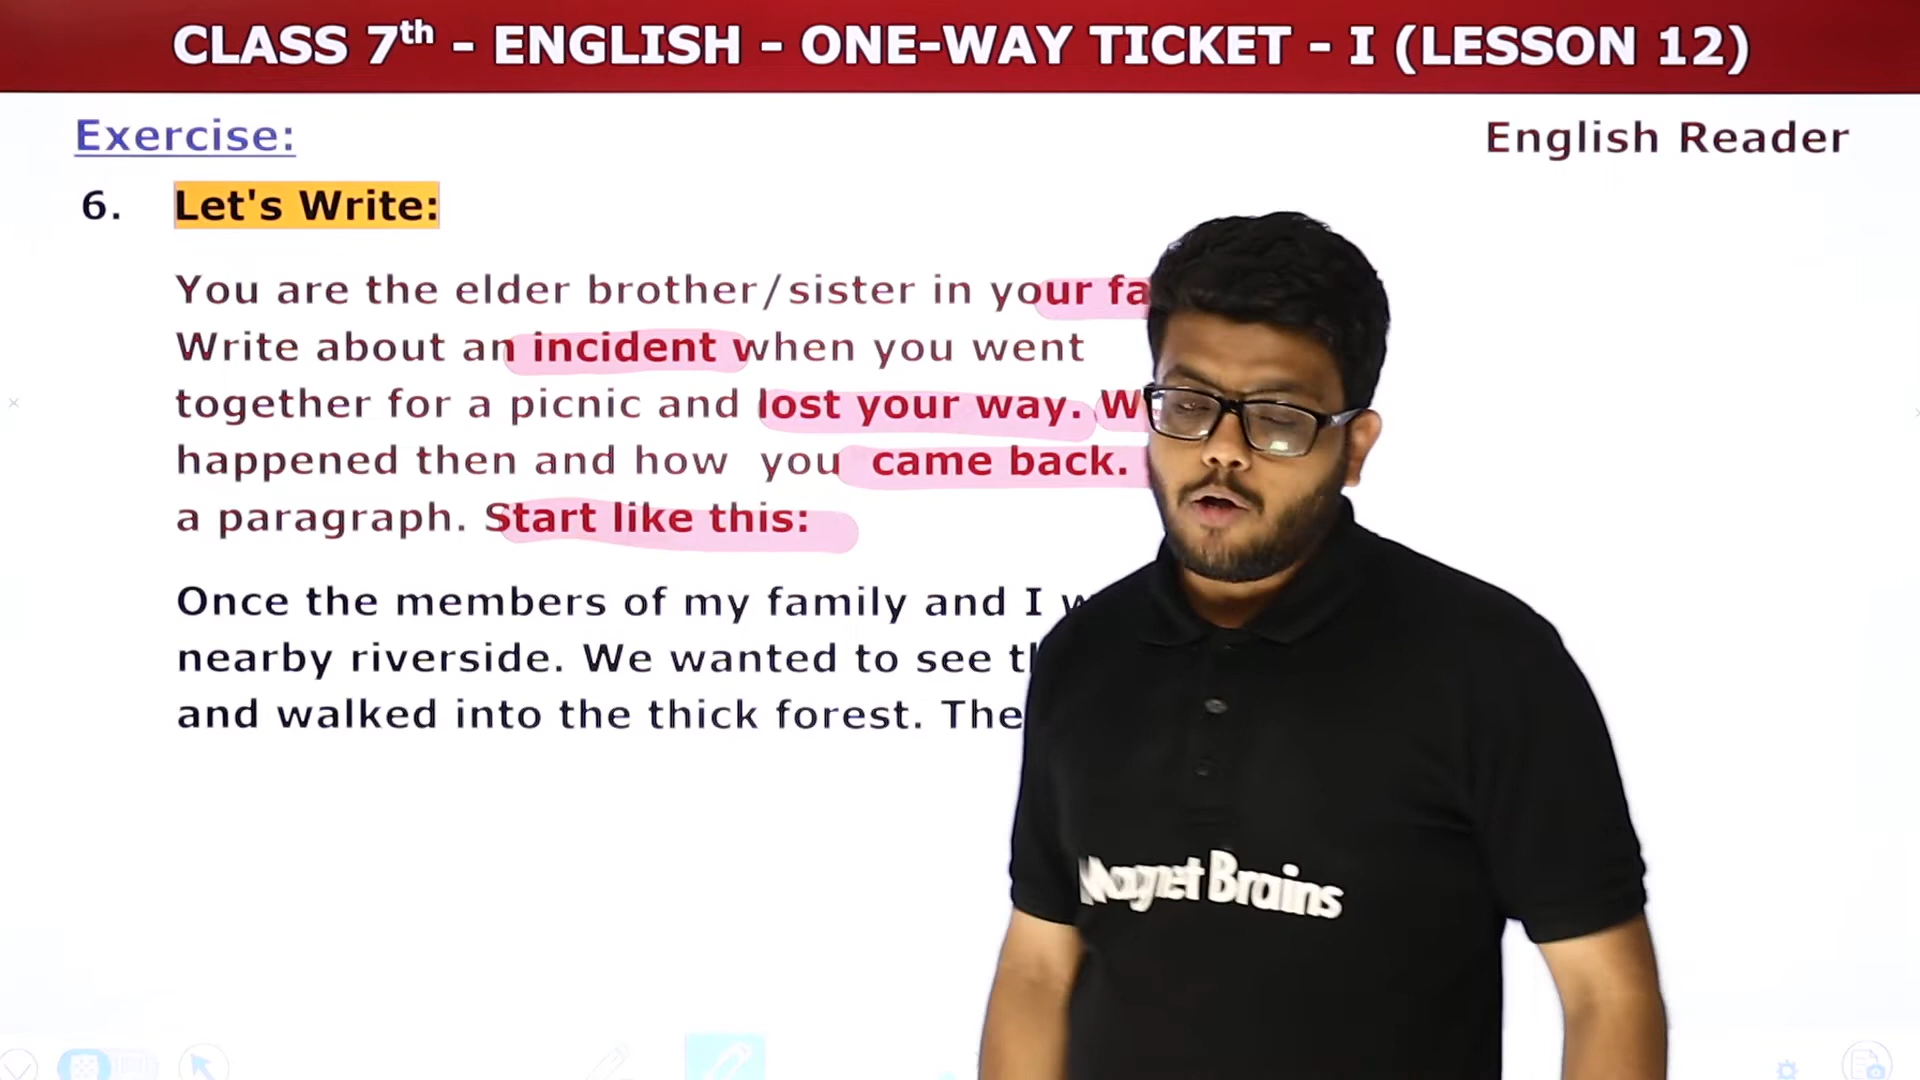 CLASS 7th - ENGLISH - ONE-WAY TICKET - I (LESSON 12)
Exercise:
English Reader
6. Let's Write:
You are the elder brother/sister in your
Write about an incident when you went
together for a picnic and lost your way.
happened then and how you came back.
a paragraph. Start like this:
Once the members of my family and I
nearby riverside. We wanted to see
and walked into the thick forest.
Magnet Brains